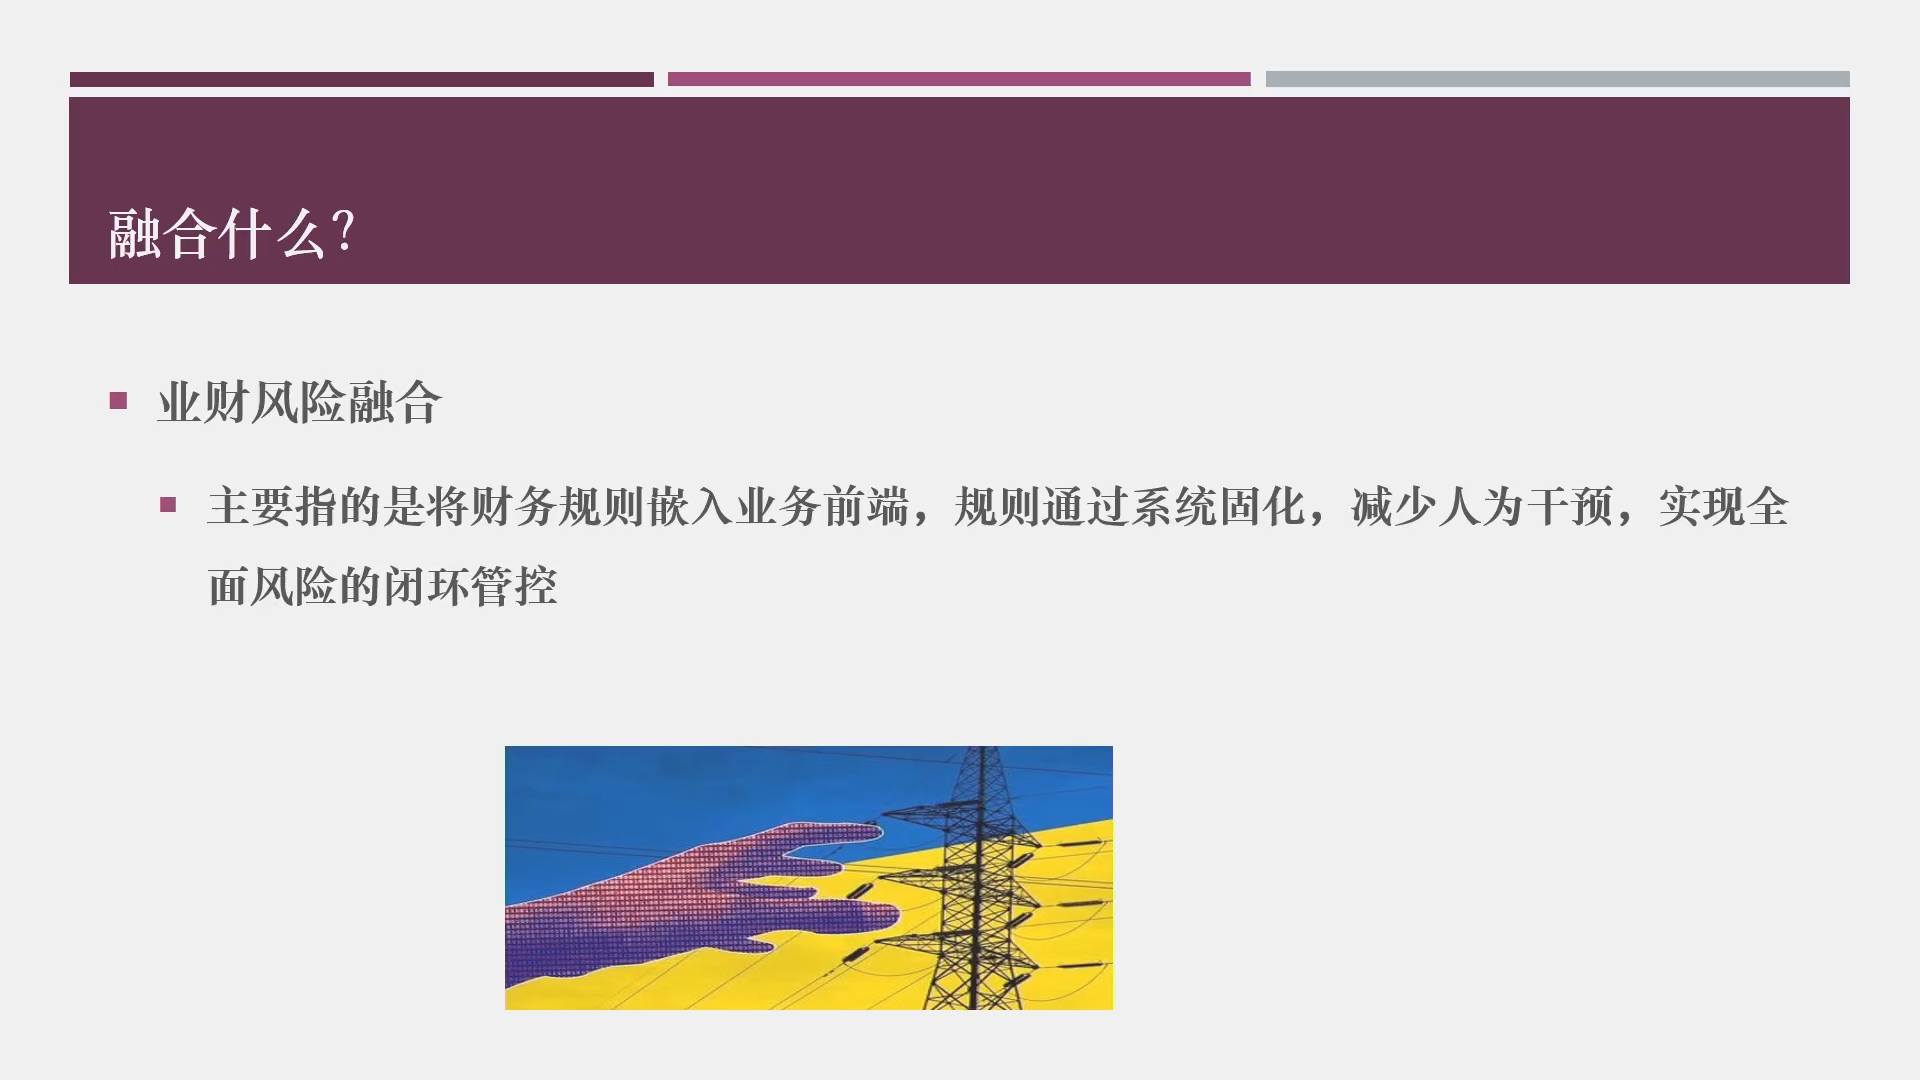 融合什么？
业财风险融合
主要指的是将财务规则嵌入业务前端，规则通过系统固化，减少人为干预，实现全
面风险的闭环管控